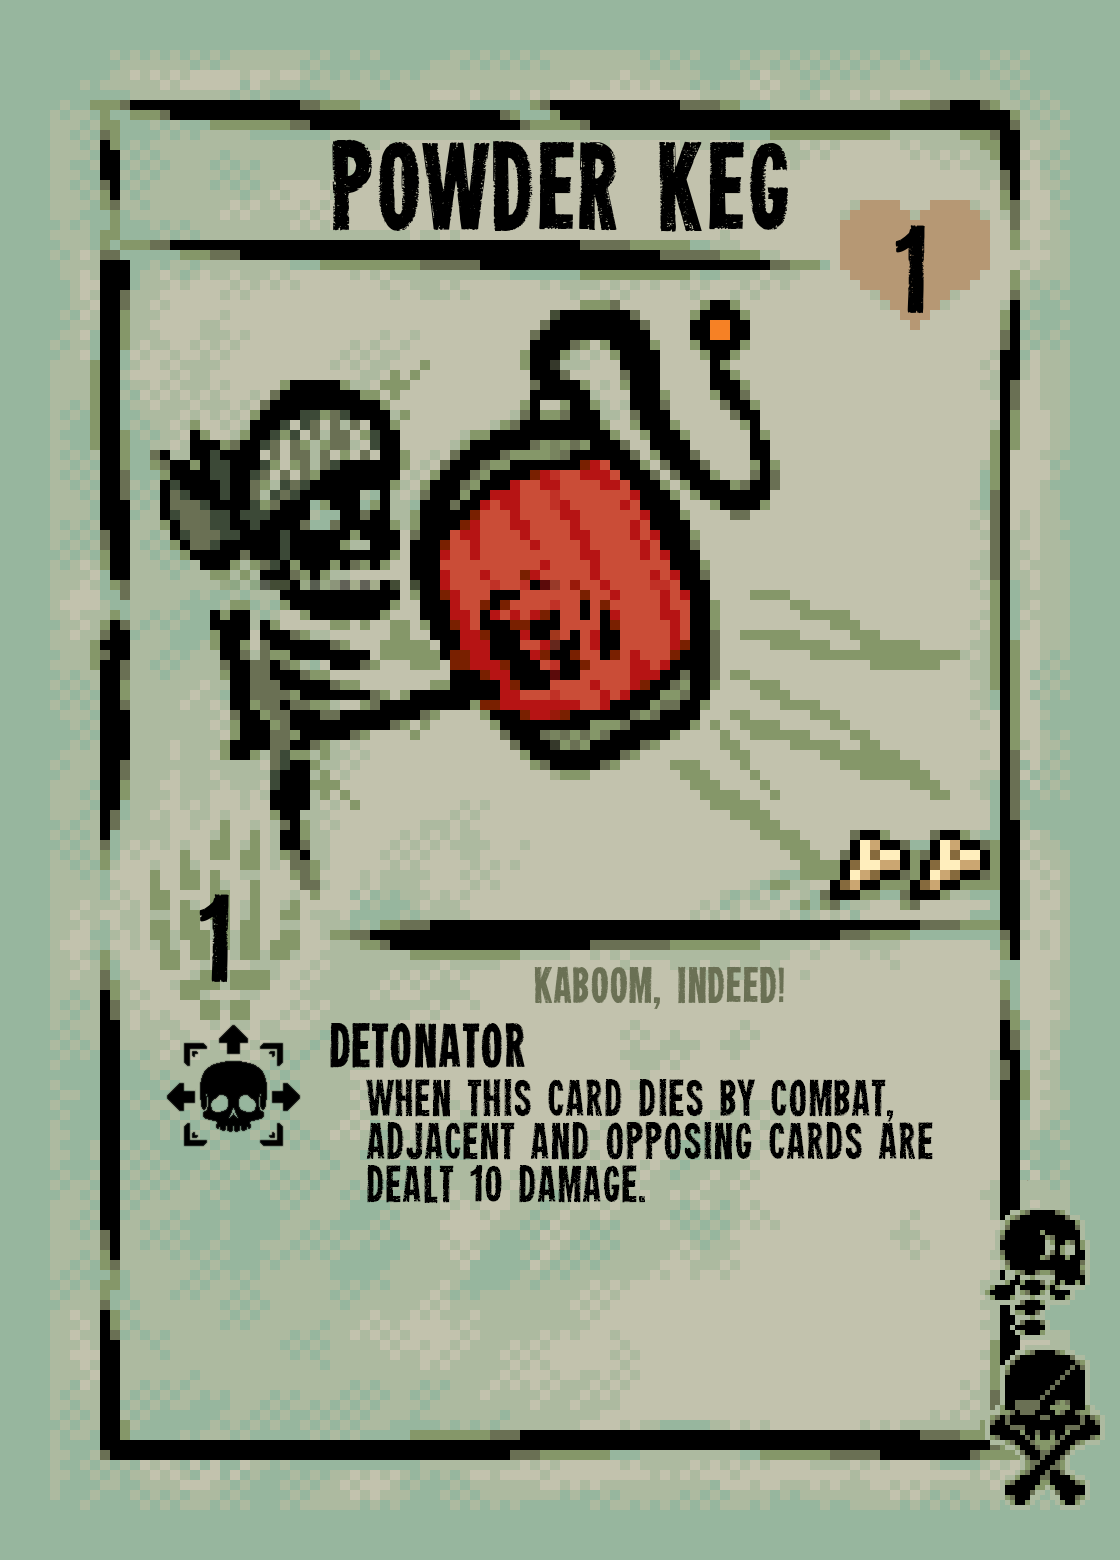 POWDER KEG
1
1
KABOOM, INDEED!
DETONATOR
WHEN THIS CARD DIES BY COMBAT,
ADJACENT AND OPPOSING CARDS ARE
DEALT 10 DAMAGE.